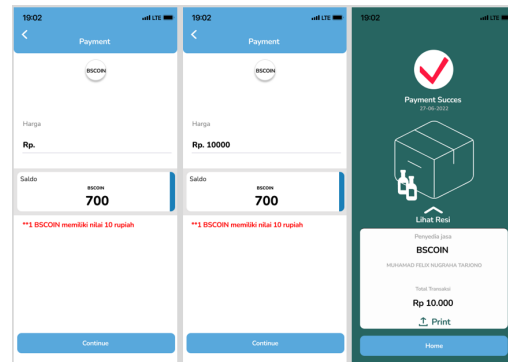 19:02
LTE
Payment
BSCOIN
Harga
Rp.
Saldo
BSCOIN
700
**1 BSCOIN memiliki nilai 10 rupiah
Continue
19:02
LTE
Payment
BSCOIN
Harga
Rp. 10000
Saldo
BSCOIN
700
**1 BSCOIN memiliki nilai 10 rupiah
Continue
19:02
LTE
Payment Succes
27-06-2022
Lihat Resi
Penyedia jasa
BSCOIN
MUHAMAD FELIX NUGRAHA TARJONO
Total Transaksi
Rp 10.000
Print
Home